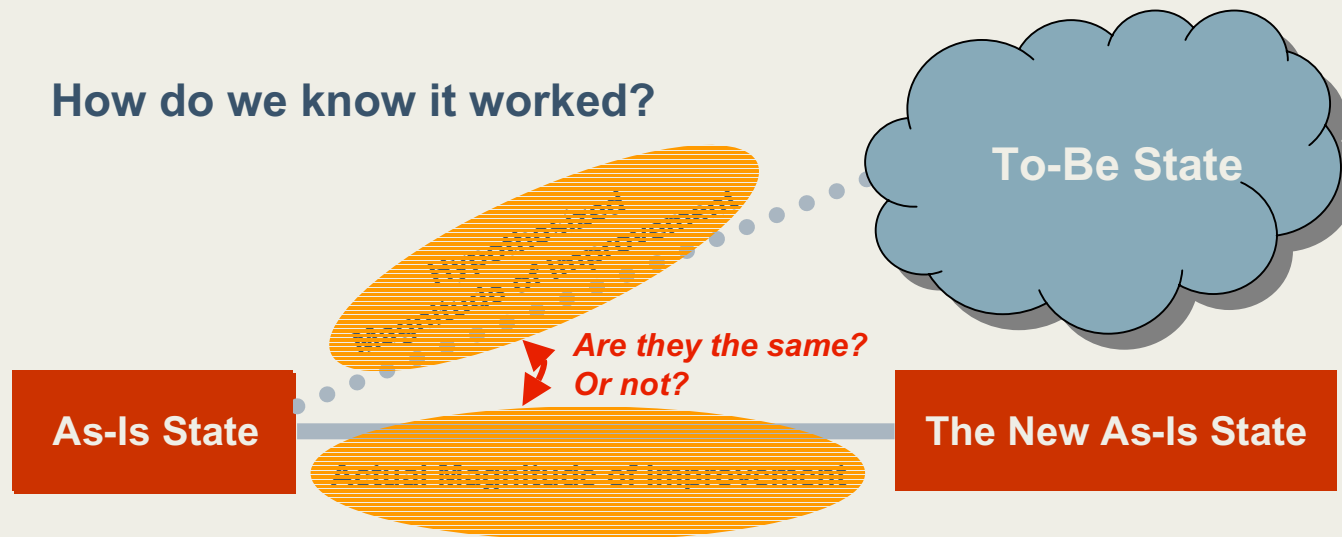 How do we know it worked?
To-Be State
Are they the same?
Or not?
As-Is State
The New As-Is State
Actual Magnitude of Improvement